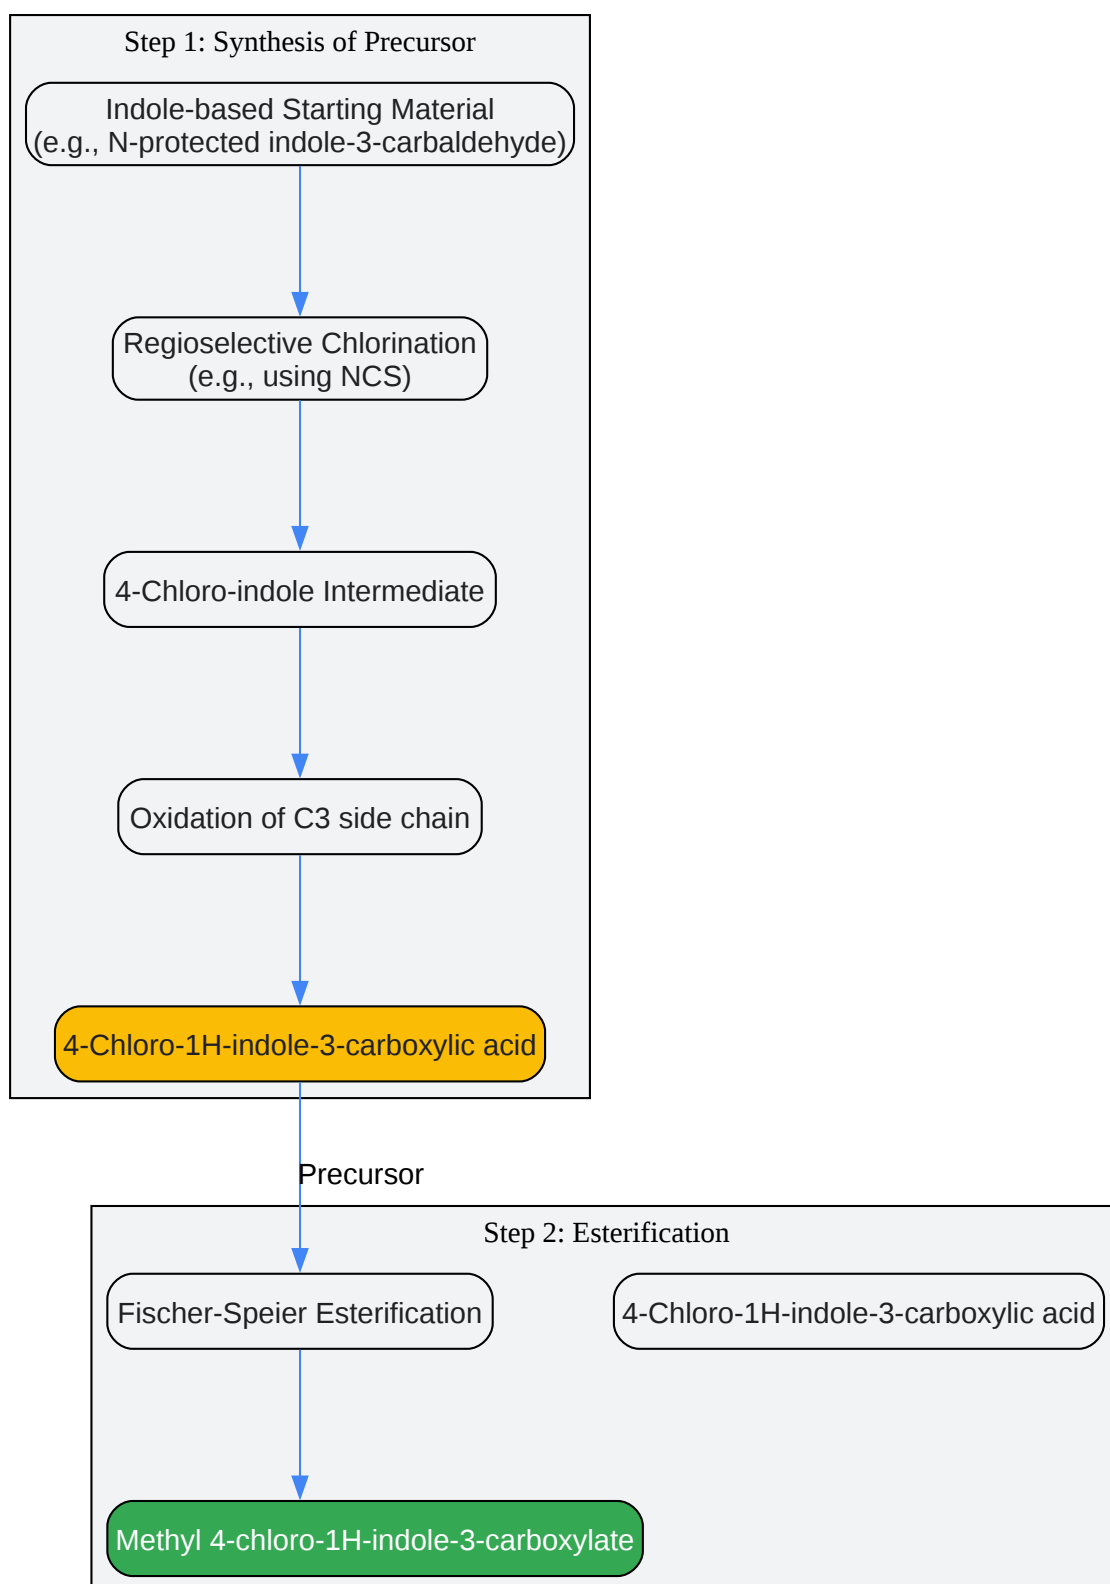 Step 1: Synthesis of Precursor
Indole-based Starting Material
(e.g., N-protected indole-3-carbaldehyde)
Regioselective Chlorination
(e.g., using NCS)
4-Chloro-indole Intermediate
Oxidation of C3 side chain
4-Chloro-1H-indole-3-carboxylic acid
Precursor
Step 2: Esterification
Fischer-Speier Esterification
4-Chloro-1H-indole-3-carboxylic acid
Methyl 4-chloro-1H-indole-3-carboxylate